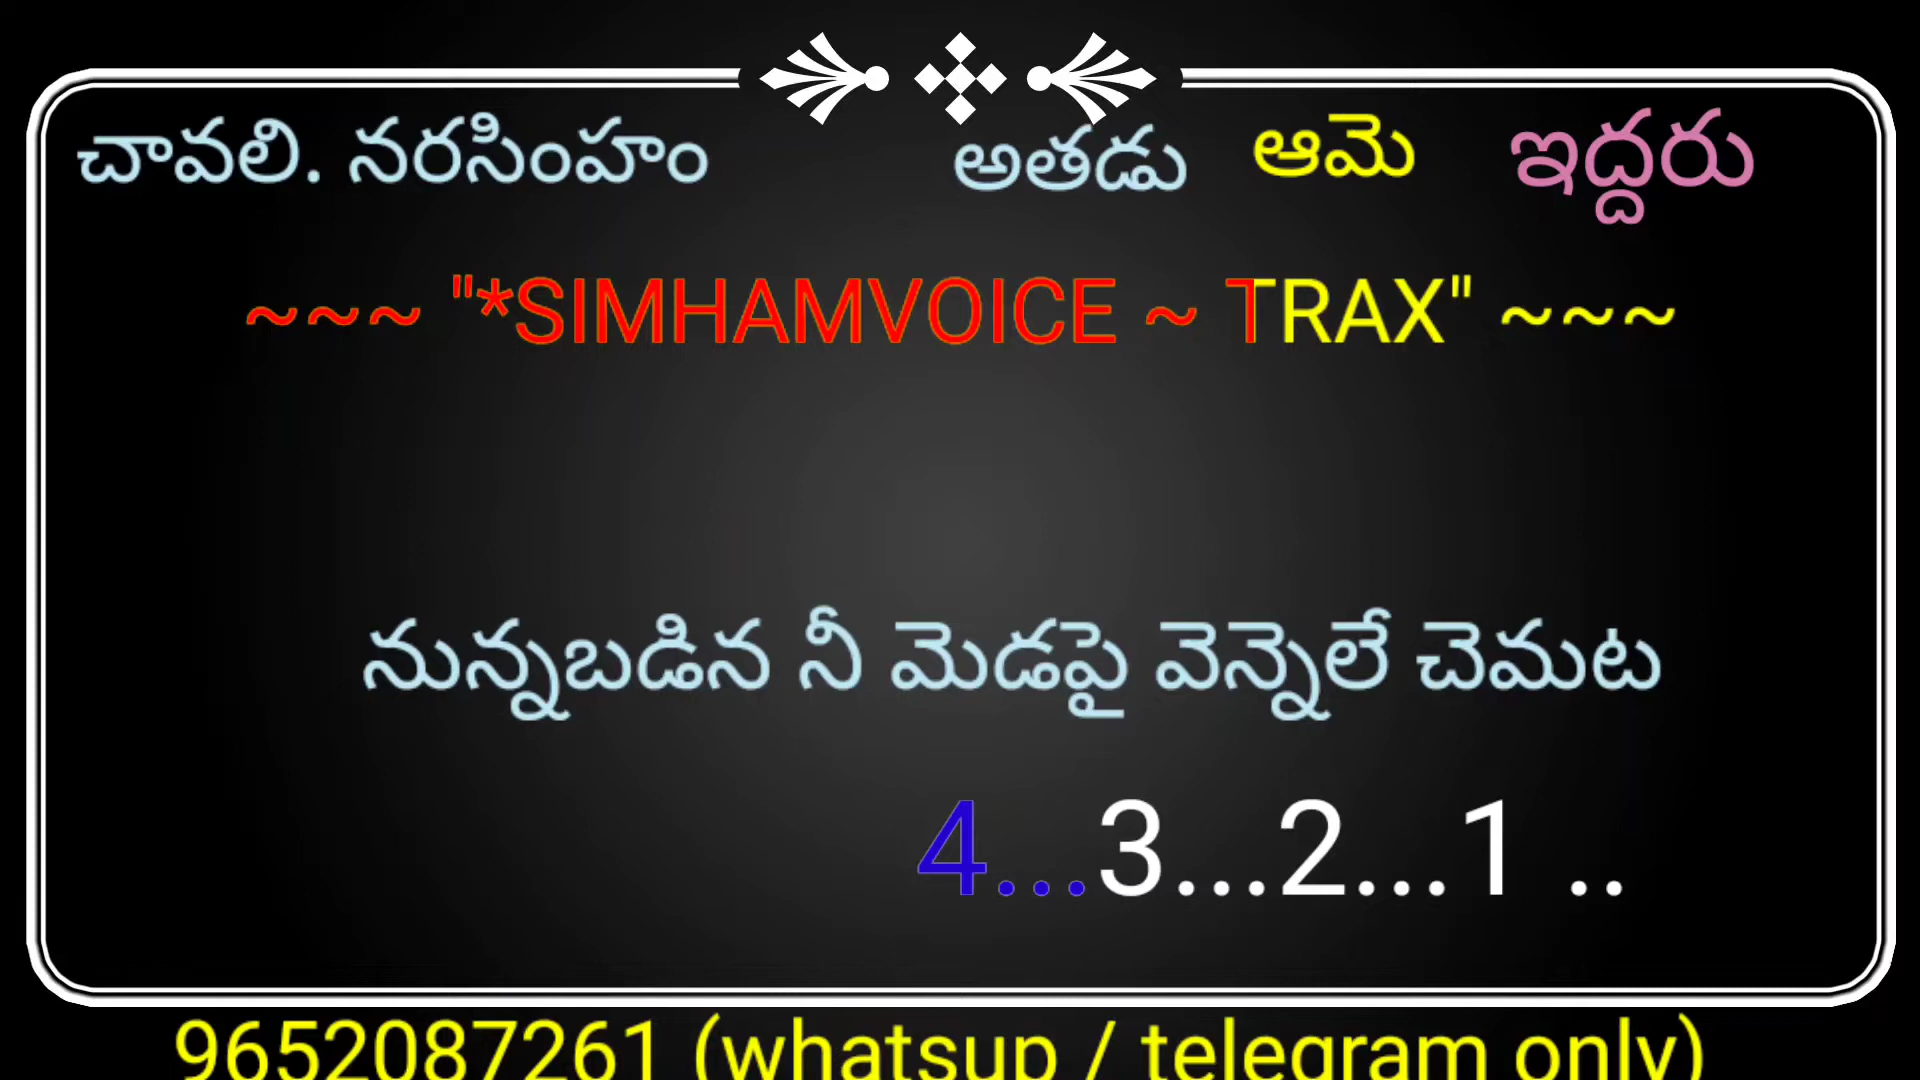 చావలి. నరసింహం అతడు ఆమె ఇద్దరు
~~~ "*SIMHAMVOICE ~ TRAX" ~~~
నున్నబడిన నీ మెడపై వెన్నెలే చెమట
4...3...2...1 ..
9652087261 (whatsup / telegram only)